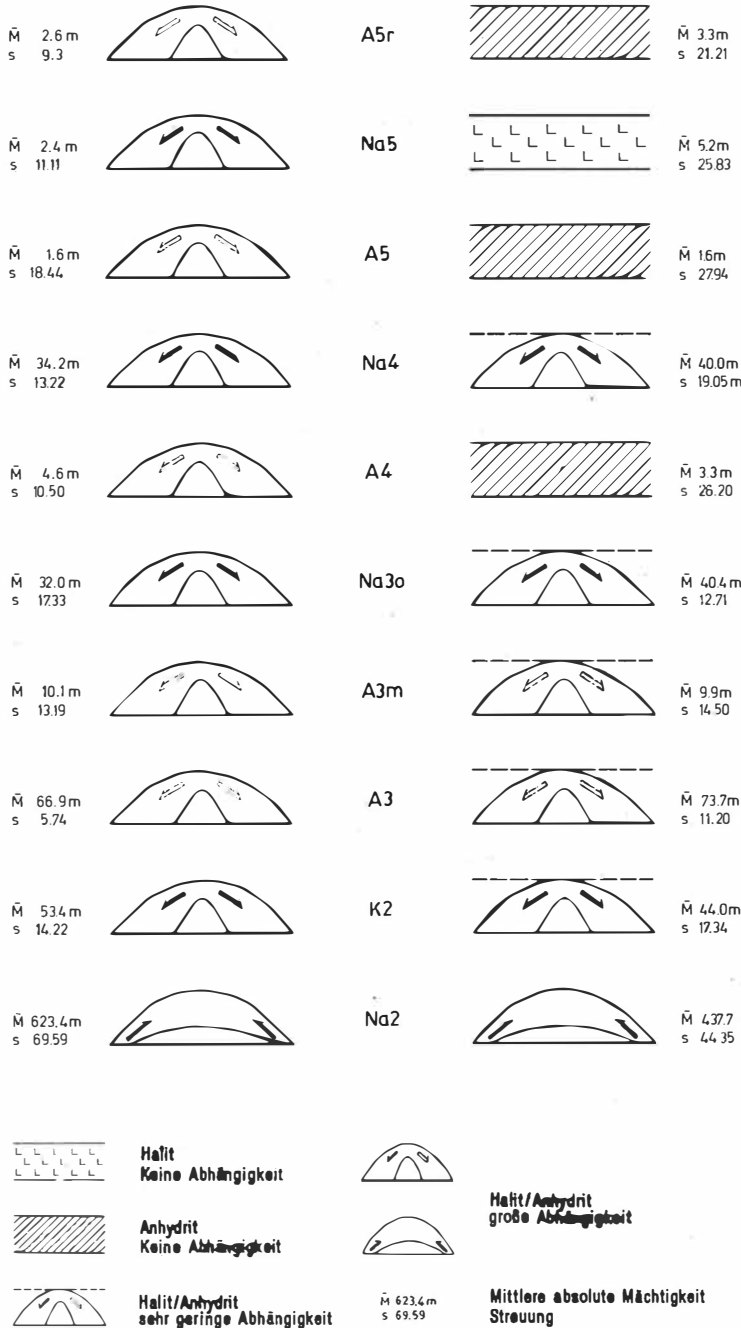 M̄ 2.6 m
s 9.3
A5r
M̄ 3.3m
s 21.21
M̄ 2.4 m
s 11.11
Na5
M̄ 5.2m
s 25.83
M̄ 1.6 m
s 18.44
A5
M̄ 1.6m
s 27.94
M̄ 34.2 m
s 13.22
Na4
M̄ 40.0m
s 19.05m
M̄ 4.6 m
s 10.50
A4
M̄ 3.3m
s 26.20
M̄ 32.0 m
s 17.33
Na3o
M̄ 40.4m
s 12.71
M̄ 10.1 m
s 13.19
A3m
M̄ 9.9m
s 14.50
M̄ 66.9 m
s 5.74
A3
M̄ 73.7m
s 11.20
M̄ 53.4 m
s 14.22
K2
M̄ 44.0m
s 17.34
M̄ 623.4m
s 69.59
Na2
M̄ 437.7
s 44.35
Halit
Keine Abhängigkeit
Anhydrit
Keine Abhängigkeit
Halit/Anhydrit
sehr geringe Abhängigkeit
Halit/Anhydrit
große Abhängigkeit
M̄ 623.4m
s 69.59
Mittlere absolute Mächtigkeit
Streuung